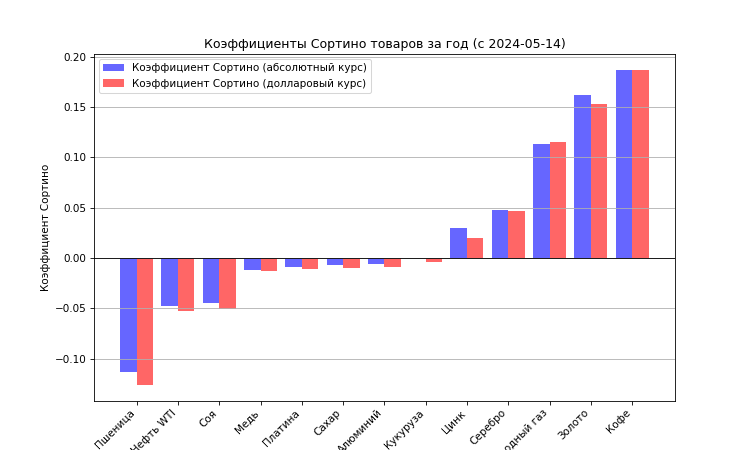 Коэффициенты Сортино товаров за год (с 2024-05-14)
Коэффициент Сортино (абсолютный курс)
Коэффициент Сортино (долларовый курс)
Коэффициент Сортино
0.20
0.15
0.10
0.05
0.00
−0.05
−0.10
Пшеница
Нефть WTI
Соя
Медь
Платина
Сахар
Алюминий
Кукуруза
Цинк
Серебро
газ
Золото
Кофе